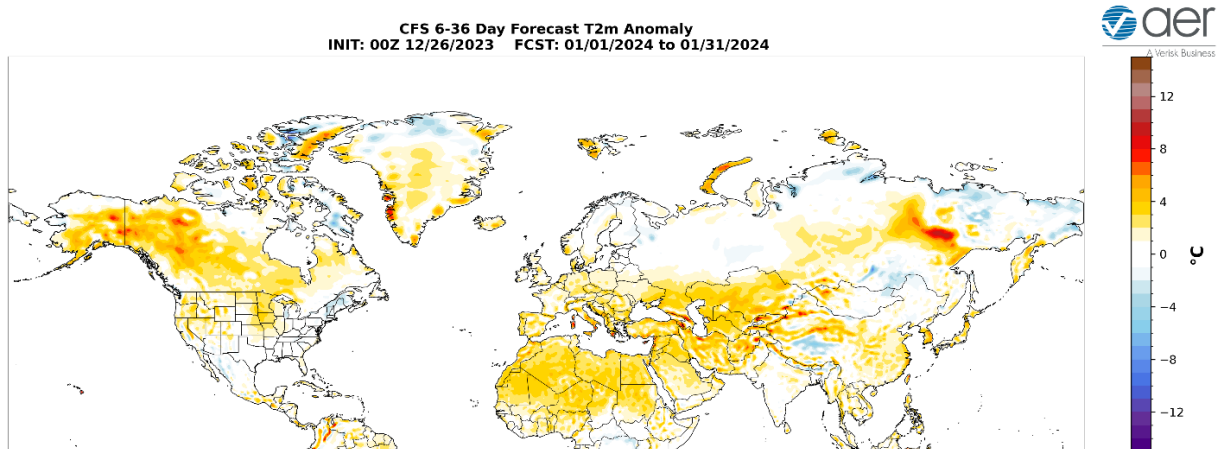 CFS 6-36 Day Forecast T2m Anomaly
INIT: 00Z 12/26/2023 FCST: 01/01/2024 to 01/31/2024
aer
A Verisk Business
12
8
4
0
−4
−8
−12
°C